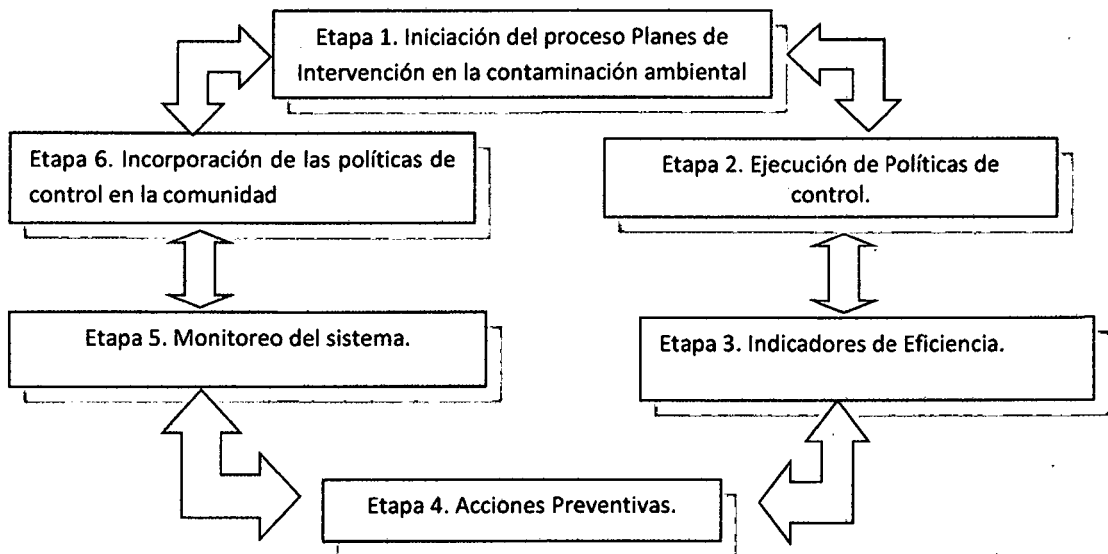 Etapa 1. Iniciación del proceso Planes de
Intervención en la contaminación ambiental
Etapa 6. Incorporación de las políticas de
control en la comunidad
Etapa 2. Ejecución de Políticas de
control.
Etapa 5. Monitoreo del sistema.
Etapa 3. Indicadores de Eficiencia.
Etapa 4. Acciones Preventivas.